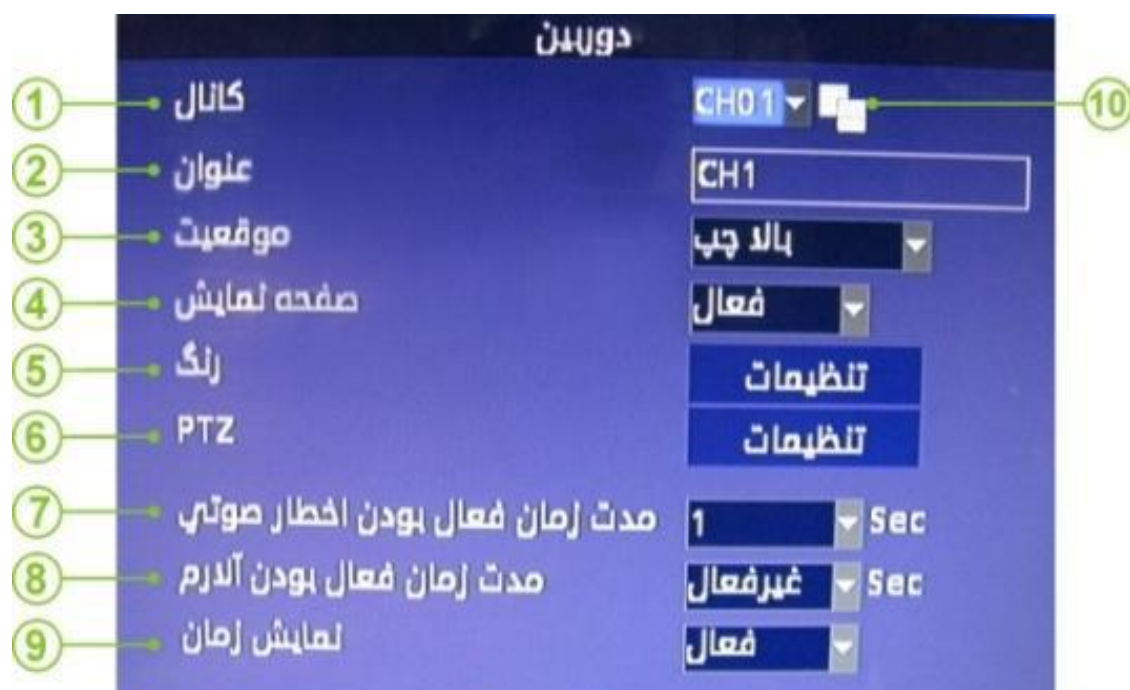 دوربین
1 کانال CH01 10
2 عنوان CH1
3 موقعیت بالا چپ
4 صفحه نمایش فعال
5 رنگ تنظیمات
6 PTZ تنظیمات
7 مدت زمان فعال بودن اخطار صوتي 1 Sec
8 مدت زمان فعال بودن آلارم غیرفعال Sec
9 نمایش زمان فعال